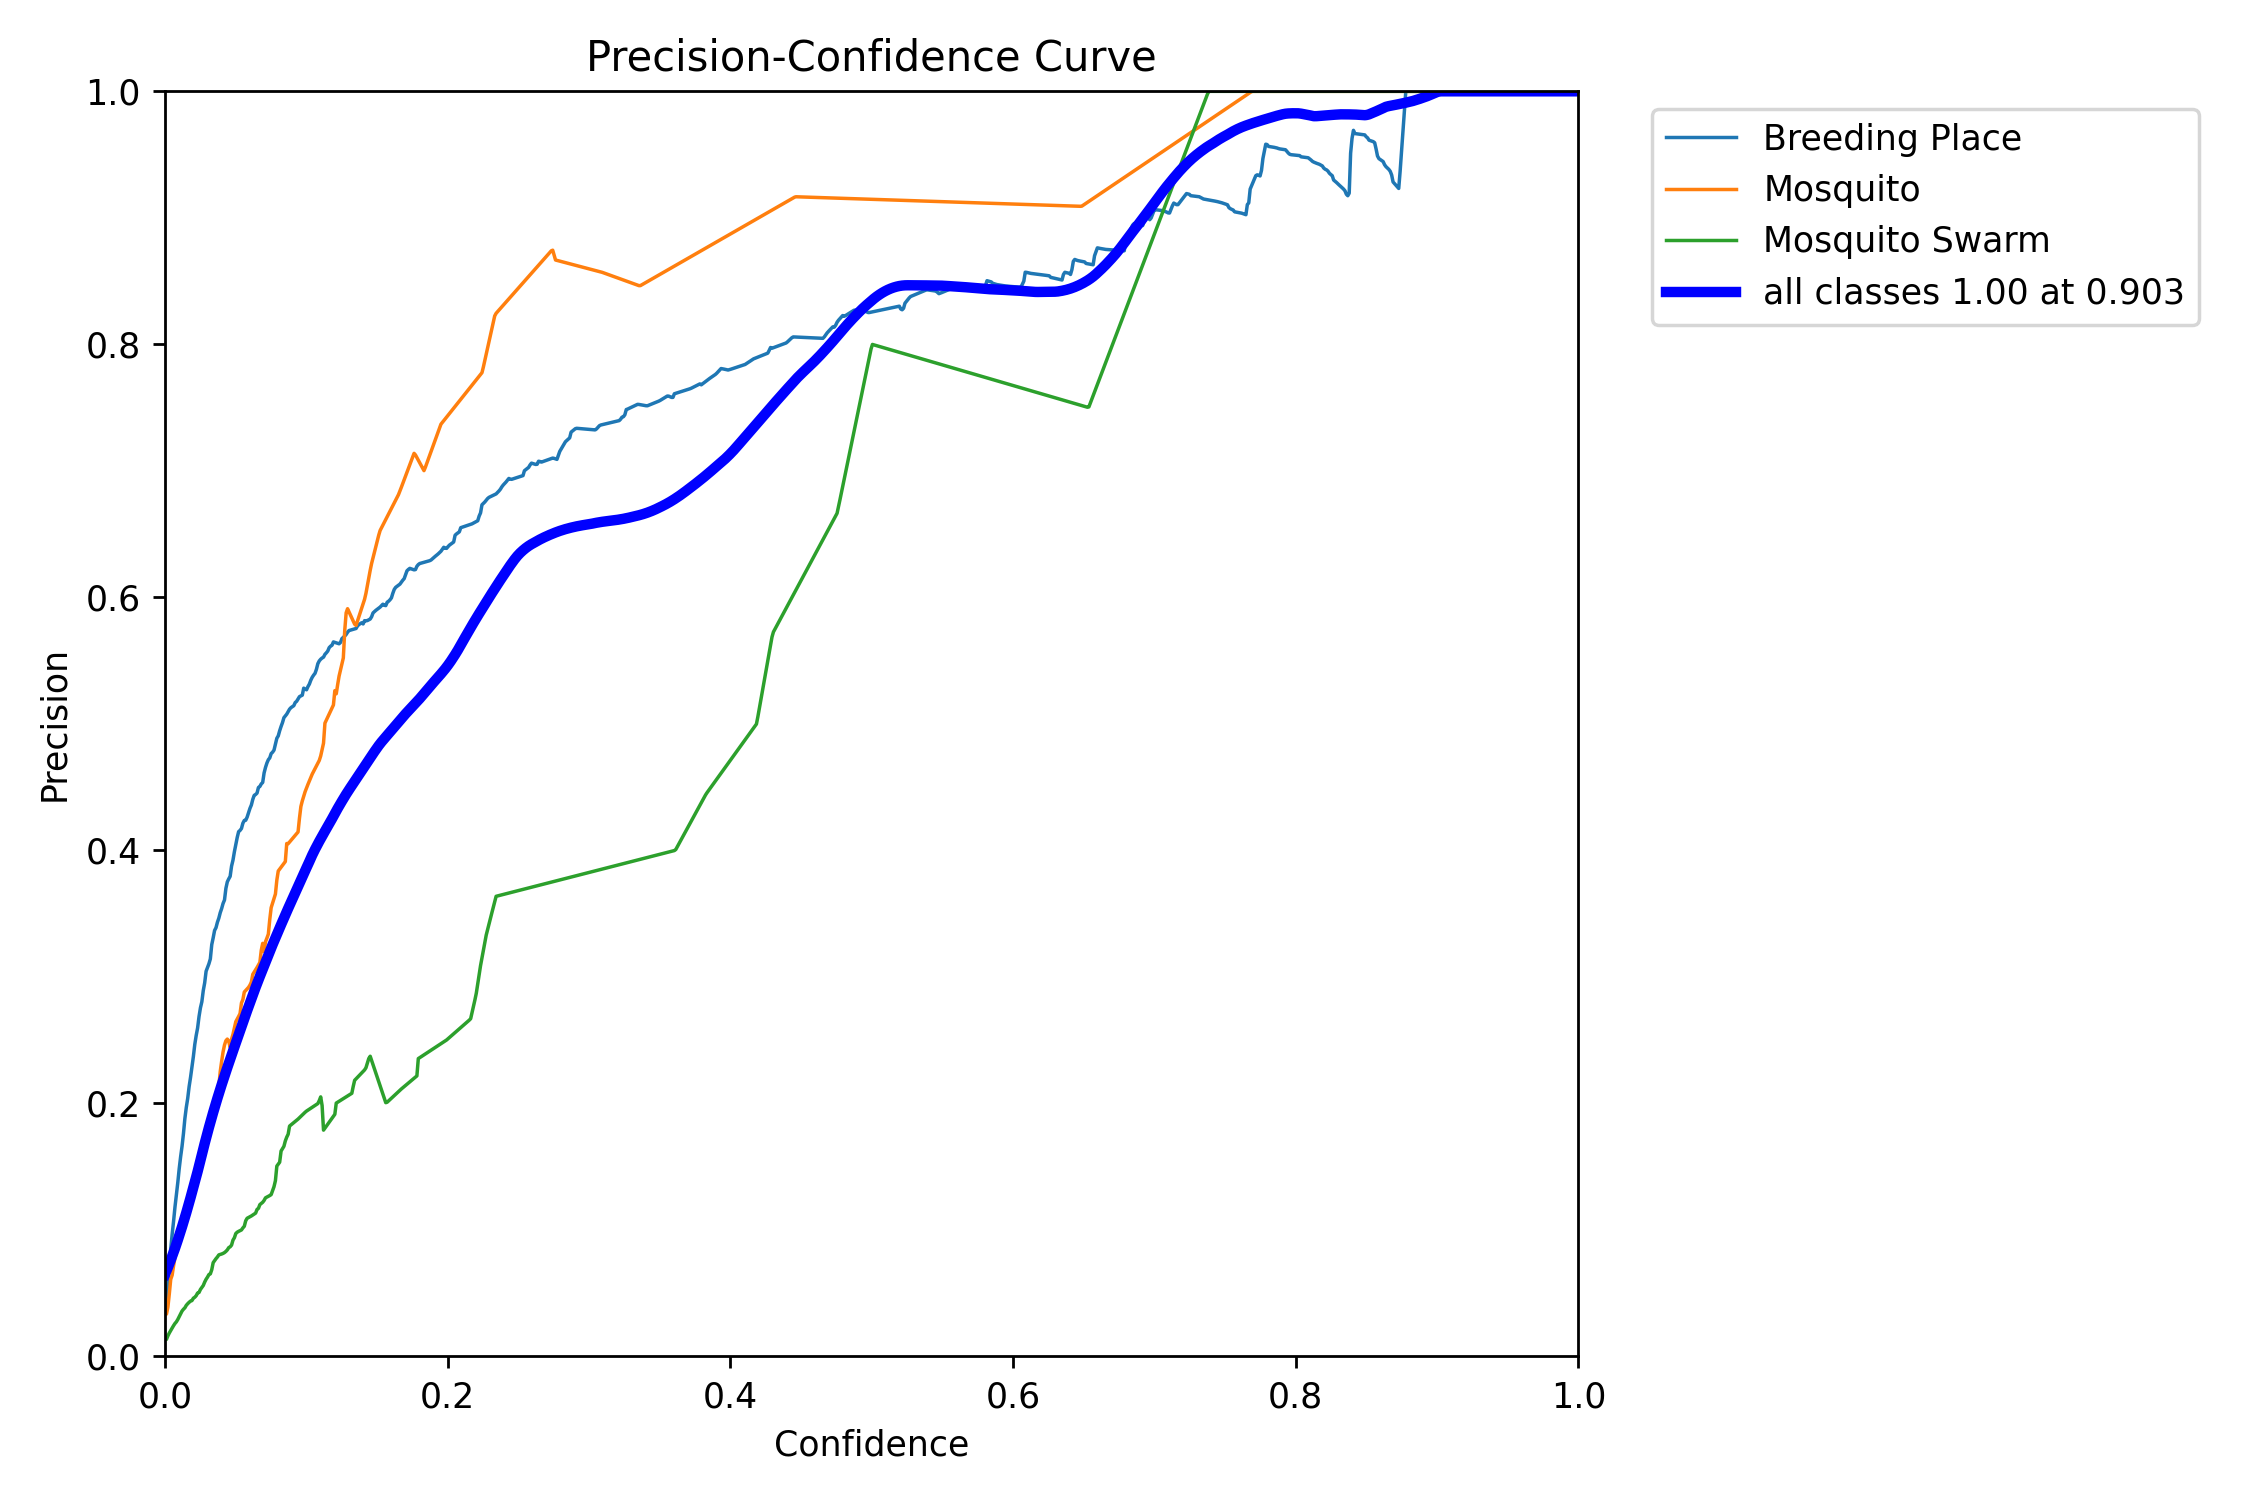 Precision-Confidence Curve
1.0
0.8
0.6
0.4
0.2
0.0
Precision
0.0 0.2 0.4 0.6 0.8 1.0
Confidence
Breeding Place
Mosquito
Mosquito Swarm
all classes 1.00 at 0.903